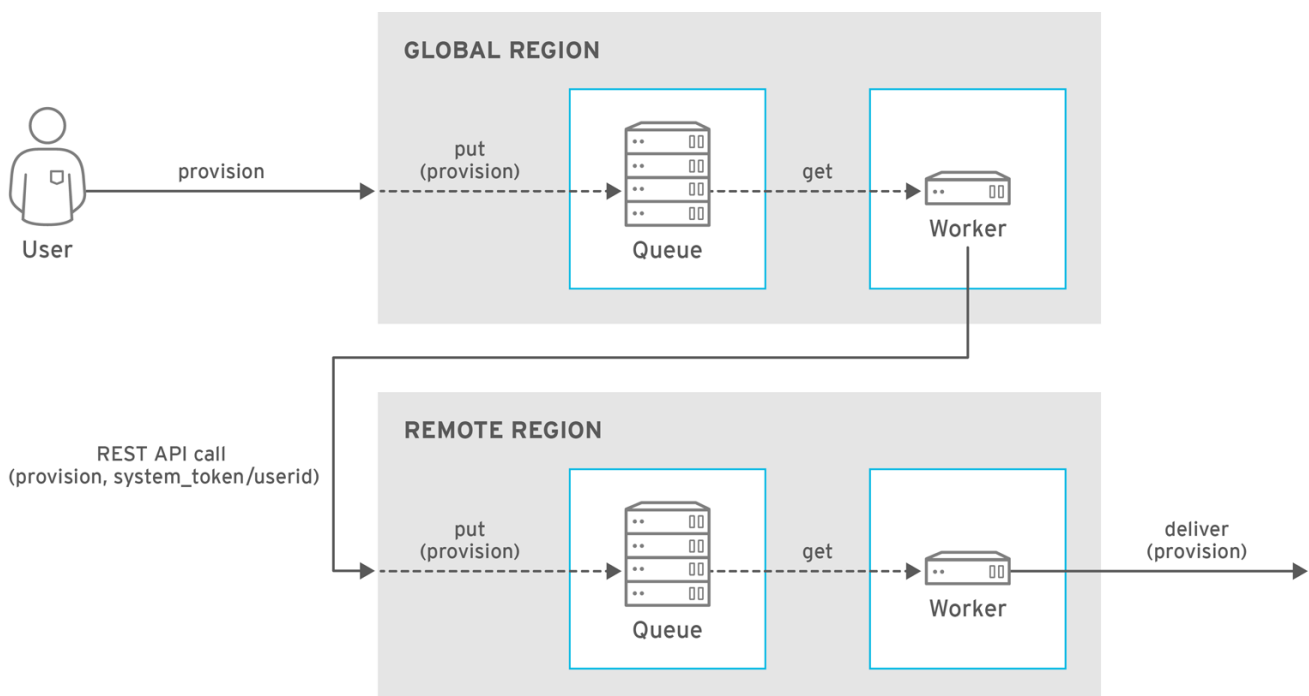 GLOBAL REGION
provision
put
(provision)
get
User
Queue
Worker
REMOTE REGION
REST API call
(provision, system_token/userid)
put
(provision)
get
deliver
(provision)
Queue
Worker